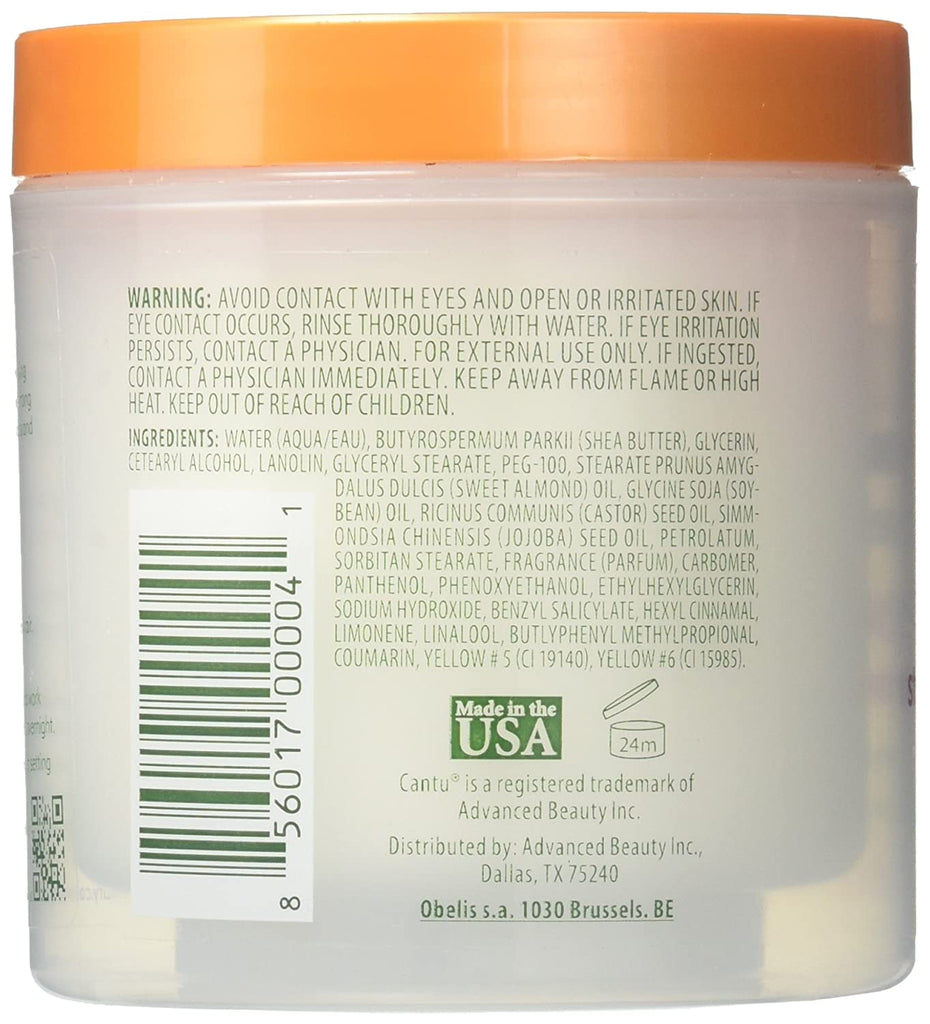 WARNING: AVOID CONTACT WITH EYES AND OPEN OR IRRITATED SKIN. IF
EYE CONTACT OCCURS, RINSE THOROUGHLY WITH WATER. IF EYE IRRITATION
PERSISTS, CONTACT A PHYSICIAN. FOR EXTERNAL USE ONLY. IF INGESTED,
CONTACT A PHYSICIAN IMMEDIATELY. KEEP AWAY FROM FLAME OR HIGH
HEAT. KEEP OUT OF REACH OF CHILDREN.
INGREDIENTS: WATER (AQUA/EAU), BUTYROSPERMUM PARKII (SHEA BUTTER), GLYCERIN,
CETEARYL ALCOHOL, LANOLIN, GLYCERYL STEARATE, PEG-100, STEARATE PRUNUS AMYG-
DALUS DULCIS (SWEET ALMOND) OIL, GLYCINE SOJA (SOY-
BEAN) OIL, RICINUS COMMUNIS (CASTOR) SEED OIL, SIMM-
ONDSIA CHINENSIS (JOJOBA) SEED OIL, PETROLATUM,
SORBITAN STEARATE, FRAGRANCE (PARFUM), CARBOMER,
PANTHENOL, PHENOXYETHANOL, ETHYLHEXYLGLYCERIN,
SODIUM HYDROXIDE, BENZYL SALICYLATE, HEXYL CINNAMAL,
LIMONENE, LINALOOL, BUTLYPHENYL METHYLPROPIONAL,
COUMARIN, YELLOW # 5 (CI 19140), YELLOW #6 (CI 15985).
8 56017 00004 1
Made in the
USA
24m
Cantu® is a registered trademark of
Advanced Beauty Inc.
Distributed by: Advanced Beauty Inc.,
Dallas, TX 75240
Obelis s.a. 1030 Brussels. BE